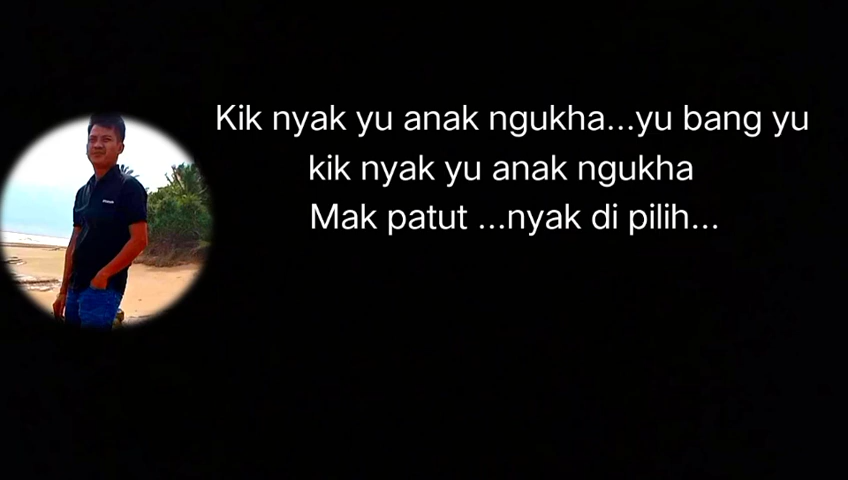 Kik nyak yu anak ngukha...yu bang yu
kik nyak yu anak ngukha
Mak patut ...nyak di pilih...